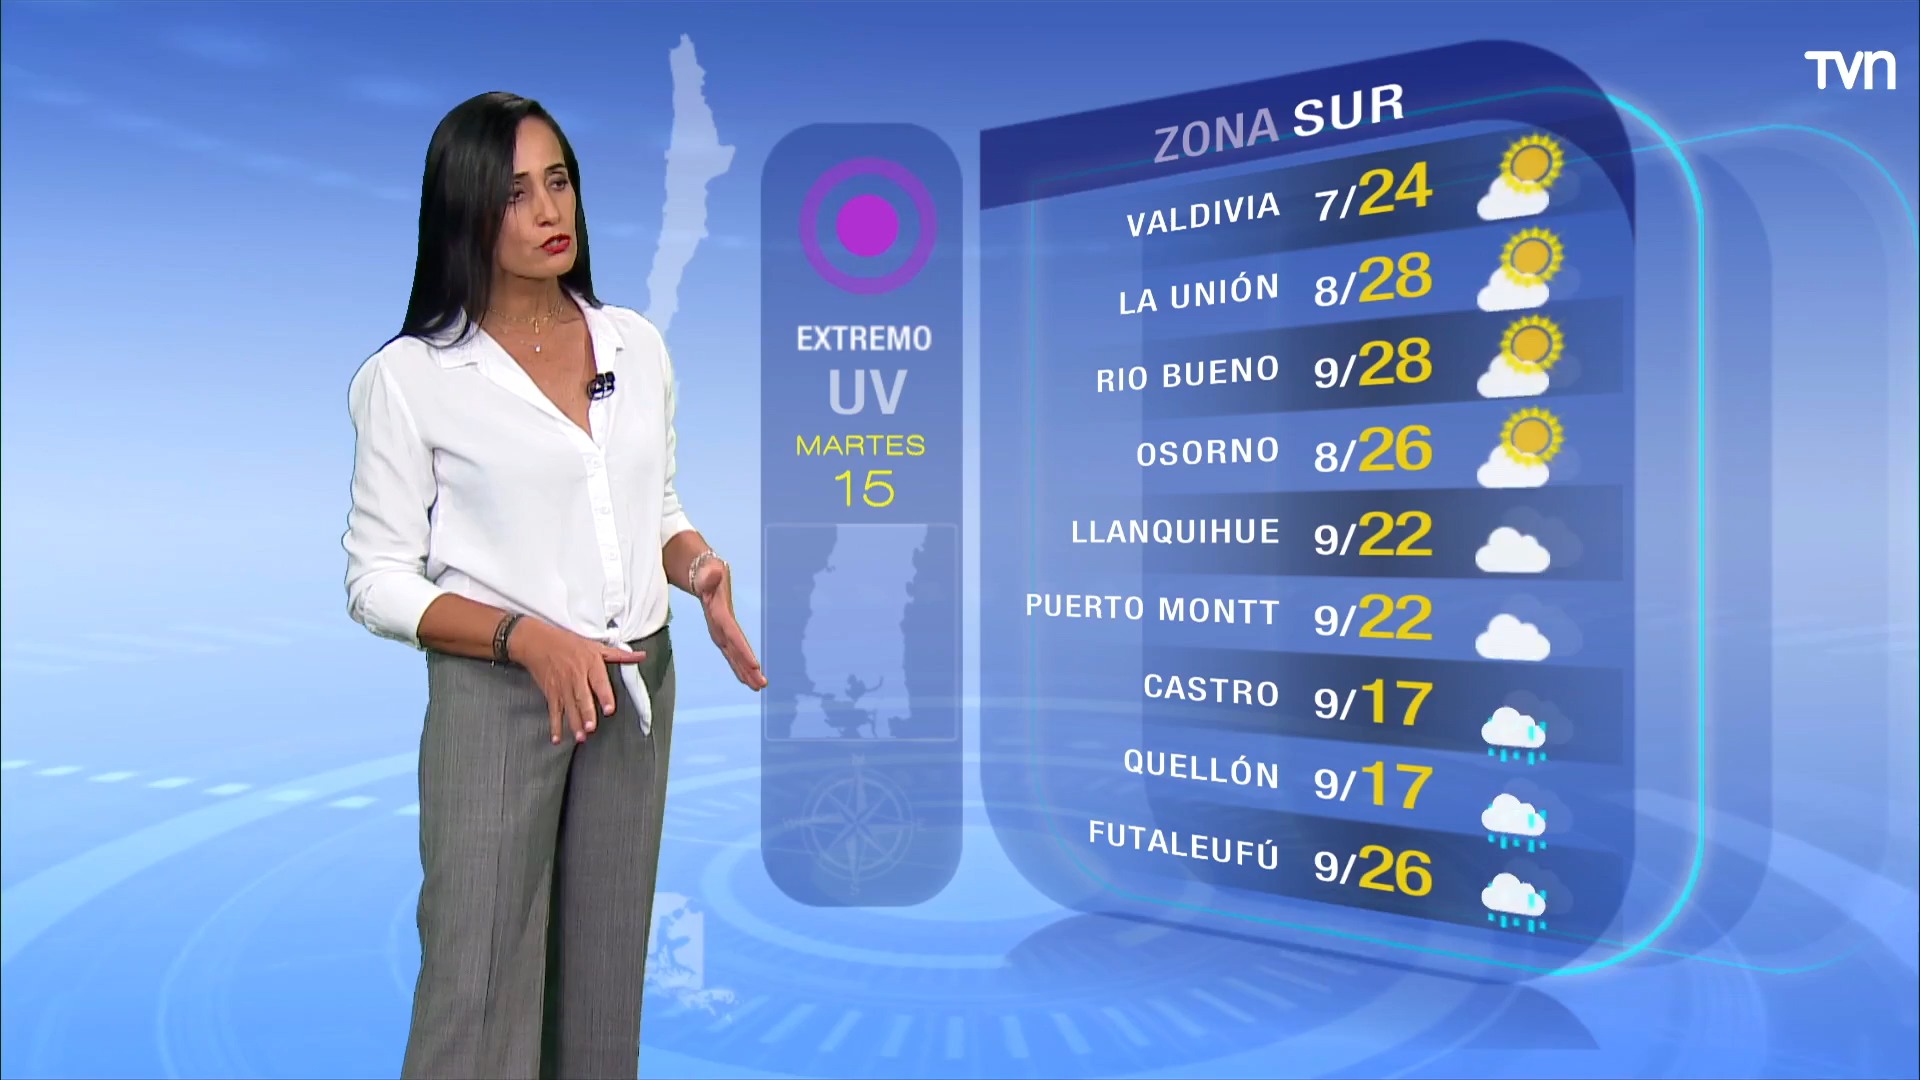 TVN
ZONA SUR
EXTREMO
UV
MARTES
15
VALDIVIA 7/24
LA UNIÓN 8/28
RIO BUENO 9/28
OSORNO 8/26
LLANQUIHUE 9/22
PUERTO MONTT 9/22
CASTRO 9/17
QUELLÓN 9/17
FUTALEUFÚ 9/26
N
E
S